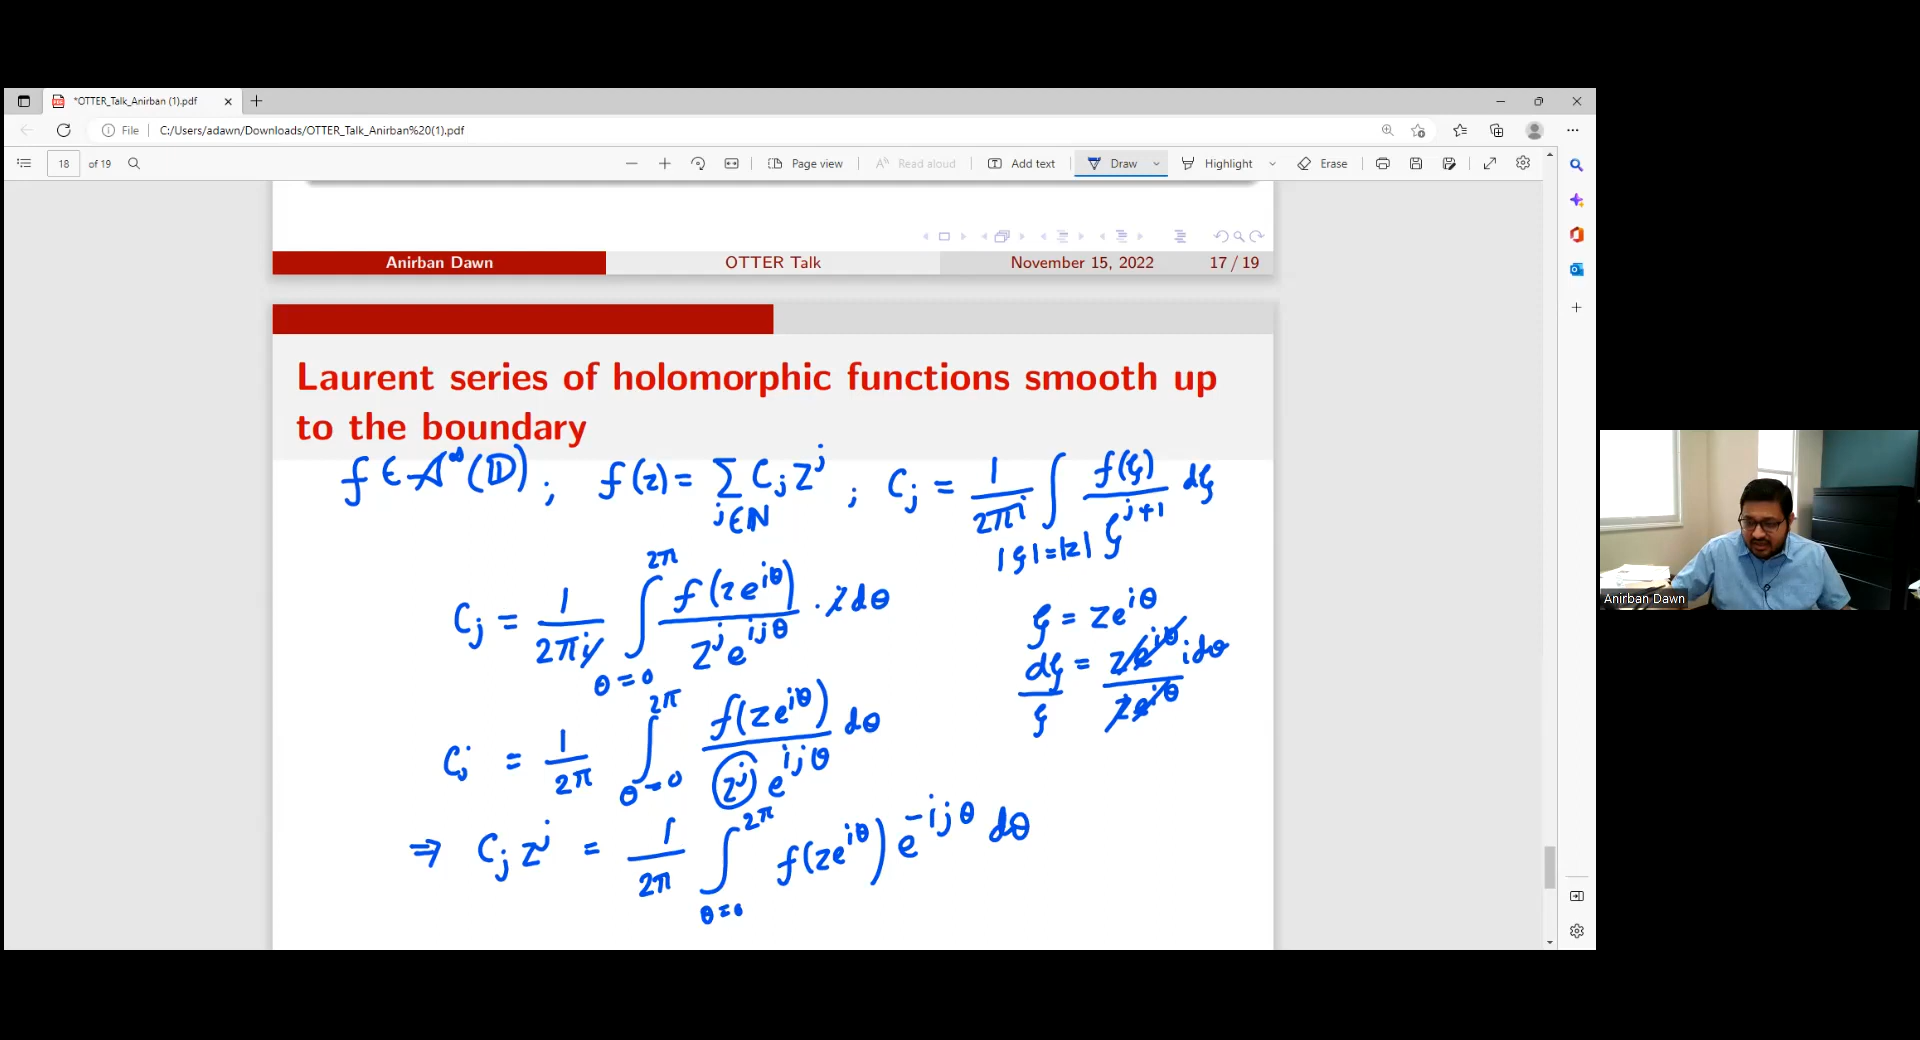 *OTTER_Talk_Anirban (1).pdf
File C:/Users/adawn/Downloads/OTTER_Talk_Anirban%20(1).pdf
18 of 19 Page view Read aloud Add text Draw Highlight Erase
Anirban Dawn OTTER Talk November 15, 2022 17 / 19
Laurent series of holomorphic functions smooth up
to the boundary
f ∈ A^∞(𝔻) ; f(z) = ∑_{j∈ℕ} C_j z^j ; C_j = 1/(2πi) ∫_{|ζ|=|z|} f(ζ)/ζ^{j+1} dζ
C_j = 1/(2πi) ∫_{θ=0}^{2π} f(ze^{iθ})/(z^j e^{ijθ}) · i dθ
ζ = ze^{iθ}
dζ/ζ = ze^{iθ} i dθ/(ze^{iθ})
C_j = 1/(2π) ∫_{θ=0}^{2π} f(ze^{iθ})/(z^j e^{ijθ}) dθ
⇒ C_j z^j = 1/(2π) ∫_{θ=0}^{2π} f(ze^{iθ}) e^{-ijθ} dθ
Anirban Dawn